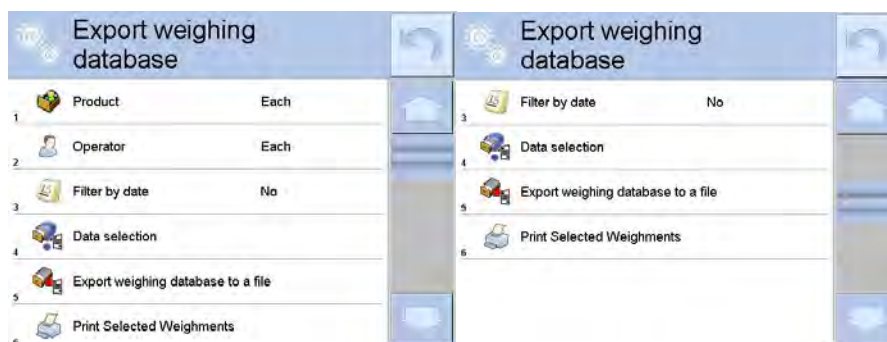 Export weighing
database
1 Product Each
2 Operator Each
3 Filter by date No
4 Data selection
5 Export weighing database to a file
6 Print Selected Weighments
Export weighing
database
3 Filter by date No
4 Data selection
5 Export weighing database to a file
6 Print Selected Weighments